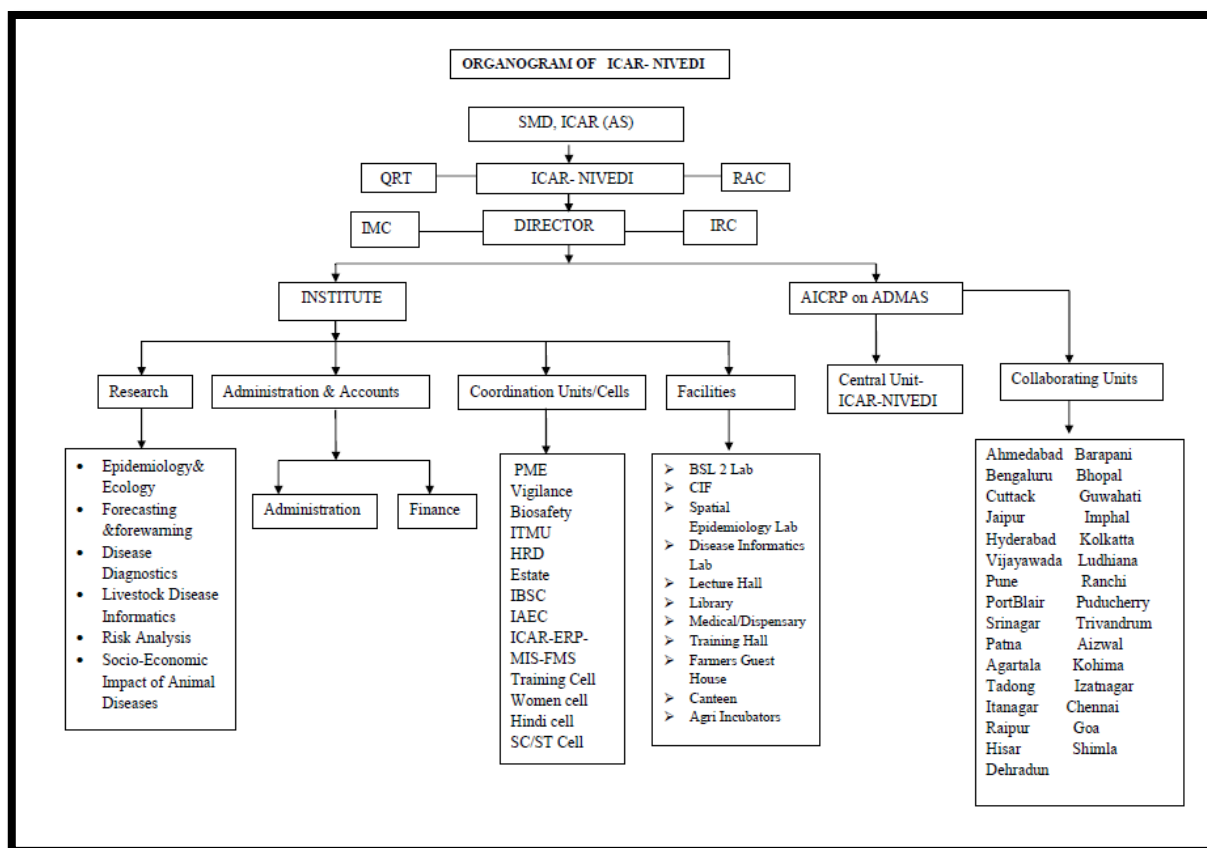 ORGANOGRAM OF ICAR- NIVEDI
SMD, ICAR (AS)
QRT
ICAR- NIVEDI
RAC
IMC
DIRECTOR
IRC
INSTITUTE
AICRP on ADMAS
Research
Administration & Accounts
Coordination Units/Cells
Facilities
Central Unit-
ICAR-NIVEDI
Collaborating Units
• Epidemiology&
Ecology
• Forecasting
&forewarning
• Disease
Diagnostics
• Livestock Disease
Informatics
• Risk Analysis
• Socio-Economic
Impact of Animal
Diseases
Administration
Finance
PME
Vigilance
Biosafety
ITMU
HRD
Estate
IBSC
IAEC
ICAR-ERP-
MIS-FMS
Training Cell
Women cell
Hindi cell
SC/ST Cell
➢ BSL 2 Lab
➢ CIF
➢ Spatial
Epidemiology Lab
➢ Disease Informatics
Lab
➢ Lecture Hall
➢ Library
➢ Medical/Dispensary
➢ Training Hall
➢ Farmers Guest
House
➢ Canteen
➢ Agri Incubators
Ahmedabad Barapani
Bengaluru Bhopal
Cuttack Guwahati
Jaipur Imphal
Hyderabad Kolkatta
Vijayawada Ludhiana
Pune Ranchi
PortBlair Puducherry
Srinagar Trivandrum
Patna Aizwal
Agartala Kohima
Tadong Izatnagar
Itanagar Chennai
Raipur Goa
Hisar Shimla
Dehradun